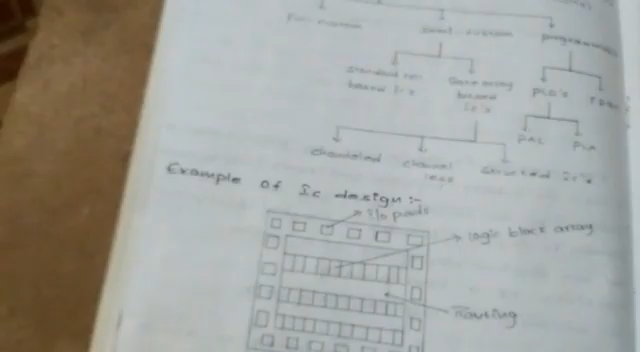 Standard cell
based Ic's
Gate array
based
Ic's
PLD's
PAL
PLA
channeled
channel
less
structured Ic's
Example of Ic design :-
I/o pads
logic block array
Routing